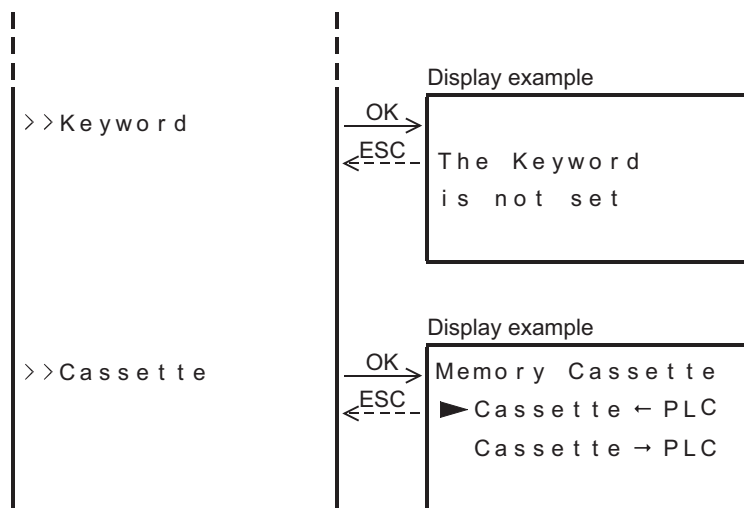 Display example
>>Keyword
OK
ESC
The Keyword
is not set
Display example
>>Cassette
OK
ESC
Memory Cassette
►Cassette ← PLC
Cassette → PLC